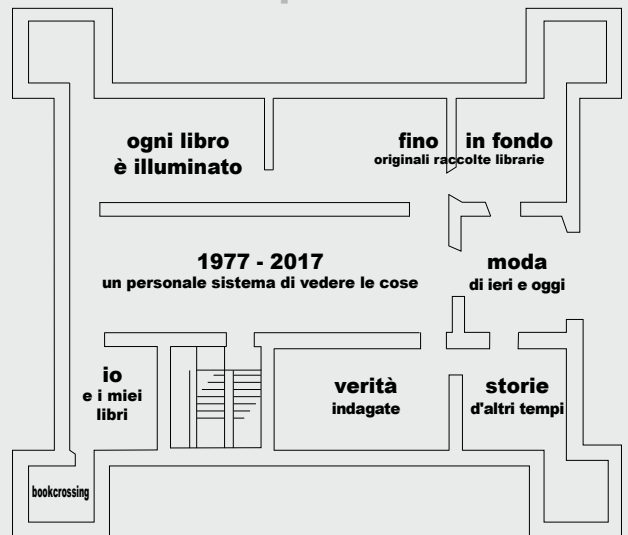 ogni libro
è illuminato
fino in fondo
originali raccolte librarie
1977 - 2017
un personale sistema di vedere le cose
moda
di ieri e oggi
io
e i miei
libri
verità
indagate
storie
d'altri tempi
bookcrossing